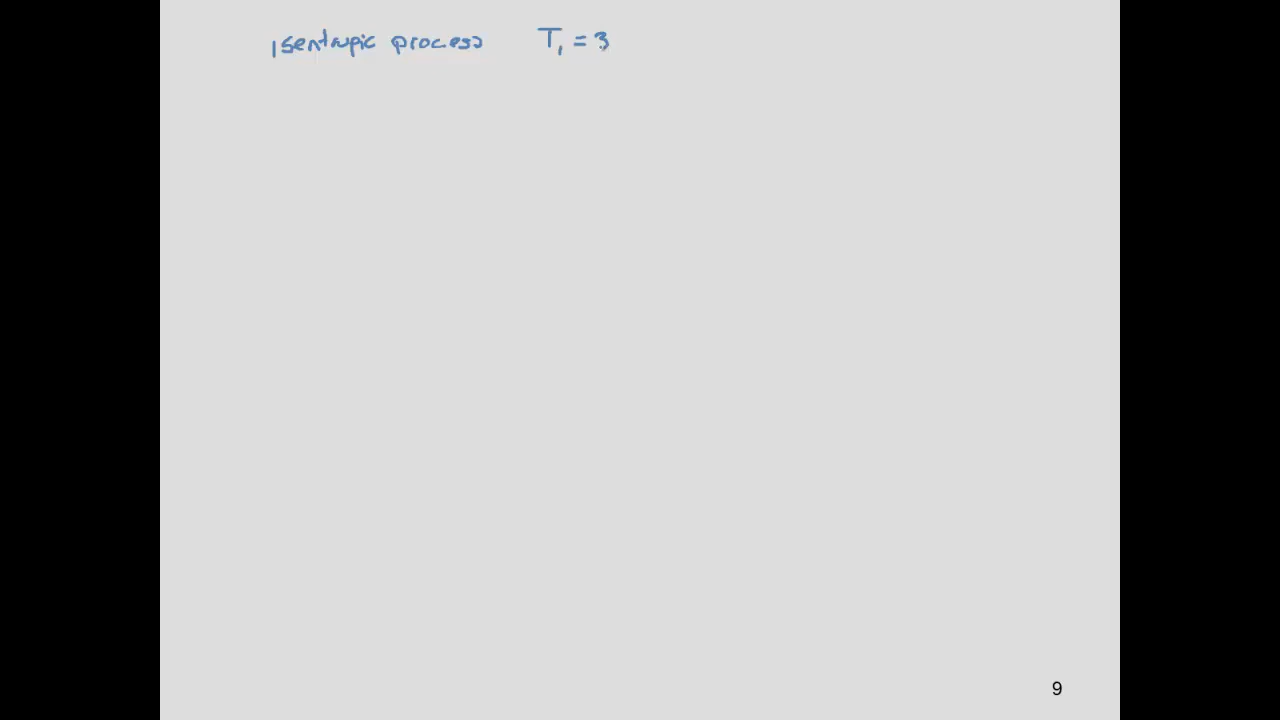 isentropic process T₁ = 3
9